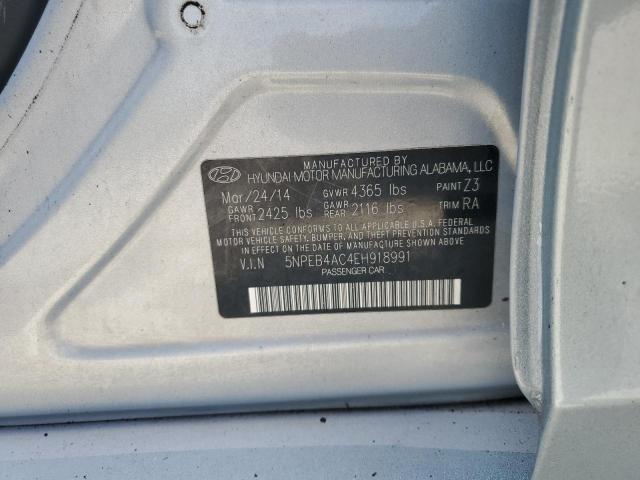 MANUFACTURED BY
HYUNDAI MOTOR MANUFACTURING ALABAMA, LLC
Mar/24/14 GVWR 4365 lbs PAINT Z3
GAWR FRONT 2425 lbs GAWR REAR 2116 lbs TRIM RA
THIS VEHICLE CONFORMS TO ALL APPLICABLE U.S.A. FEDERAL
MOTOR VEHICLE SAFETY, BUMPER, AND THEFT PREVENTION
STANDARDS IN EFFECT ON THE DATE OF MANUFACTURE SHOWN ABOVE.
V.I.N 5NPEB4AC4EH918991
PASSENGER CAR